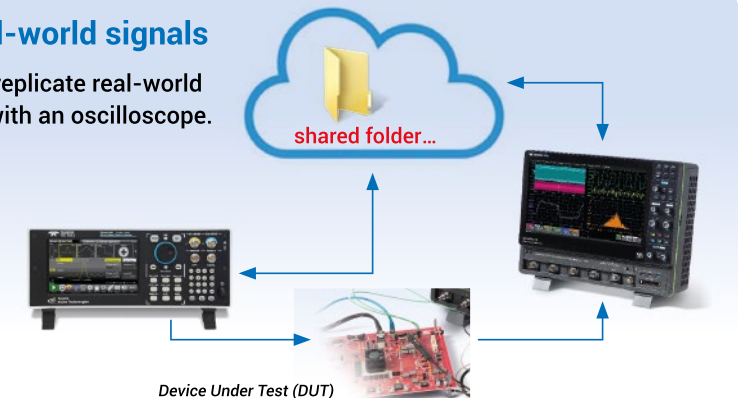 l-world signals
replicate real-world
with an oscilloscope.
shared folder…
Device Under Test (DUT)